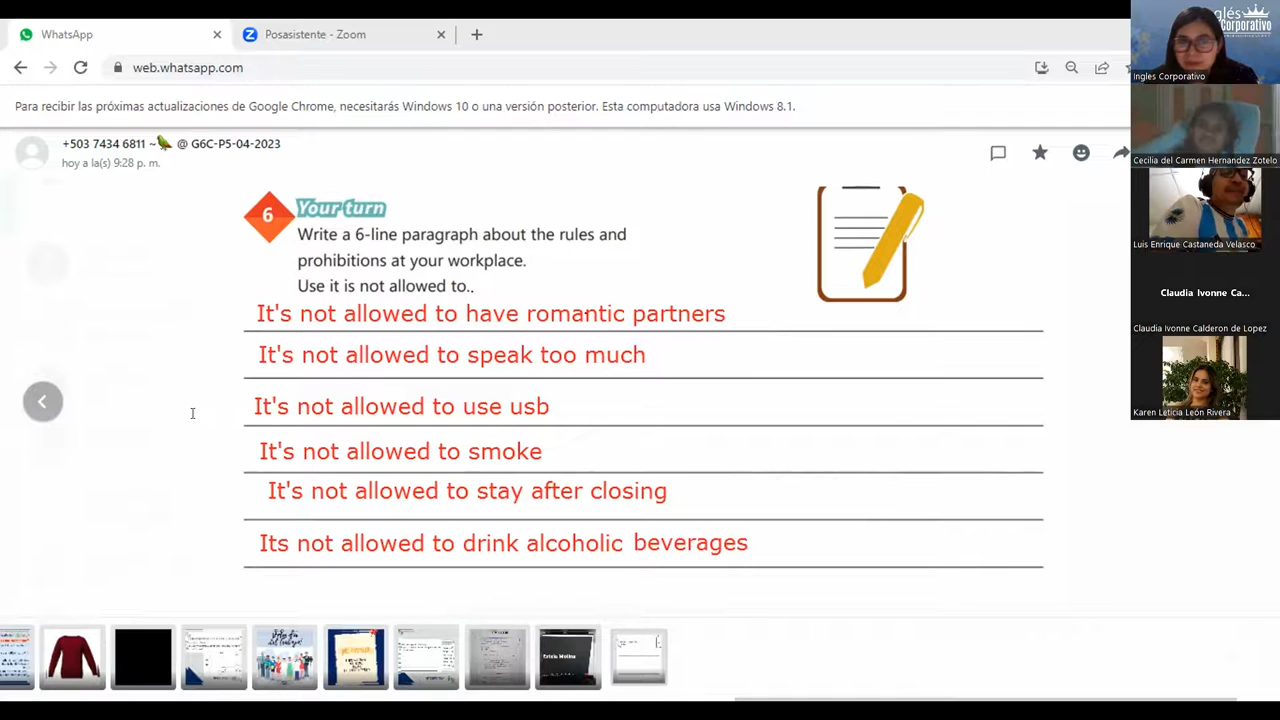 WhatsApp
Posasistente - Zoom
web.whatsapp.com
Para recibir las próximas actualizaciones de Google Chrome, necesitarás Windows 10 o una versión posterior. Esta computadora usa Windows 8.1.
+503 7434 6811 ~ @ G6C-P5-04-2023
hoy a la(s) 9:28 p. m.
6
Your turn
Write a 6-line paragraph about the rules and
prohibitions at your workplace.
Use it is not allowed to..
It's not allowed to have romantic partners
It's not allowed to speak too much
It's not allowed to use usb
It's not allowed to smoke
It's not allowed to stay after closing
Its not allowed to drink alcoholic beverages
Estela Molina
glés
Corporativo
Ingles Corporativo
Cecilia del Carmen Hernandez Zotelo
Luis Enrique Castaneda Velasco
Claudia Ivonne Ca...
Claudia Ivonne Calderon de Lopez
Karen Leticia León Rivera